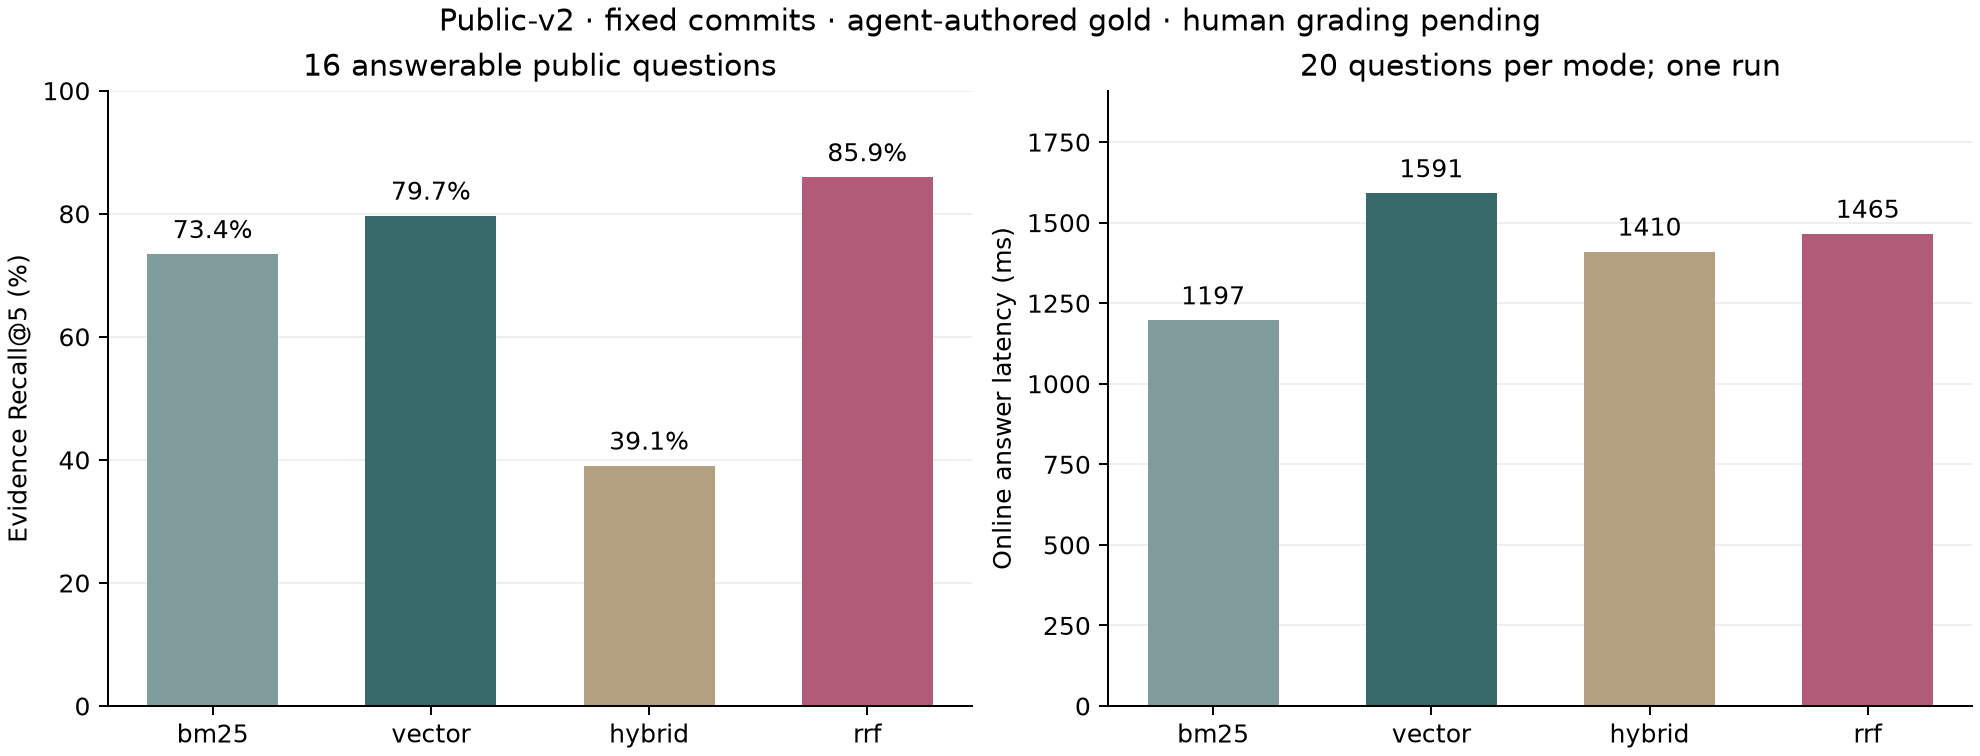 Public-v2 · fixed commits · agent-authored gold · human grading pending
16 answerable public questions
Evidence Recall@5 (%)
100
80
60
40
20
0
73.4%
79.7%
39.1%
85.9%
bm25
vector
hybrid
rrf
20 questions per mode; one run
Online answer latency (ms)
1750
1500
1250
1000
750
500
250
0
1197
1591
1410
1465
bm25
vector
hybrid
rrf